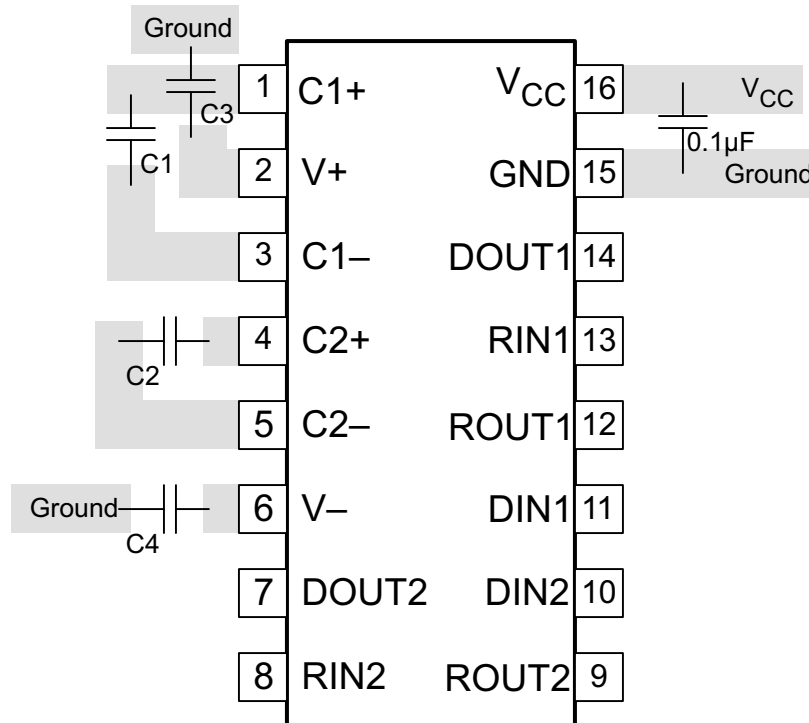 Ground
1 C1+ VCC 16 VCC
C3
C1 0.1µF
2 V+ GND 15 Ground
3 C1– DOUT1 14
4 C2+ RIN1 13
C2
5 C2– ROUT1 12
Ground 6 V– DIN1 11
C4
7 DOUT2 DIN2 10
8 RIN2 ROUT2 9